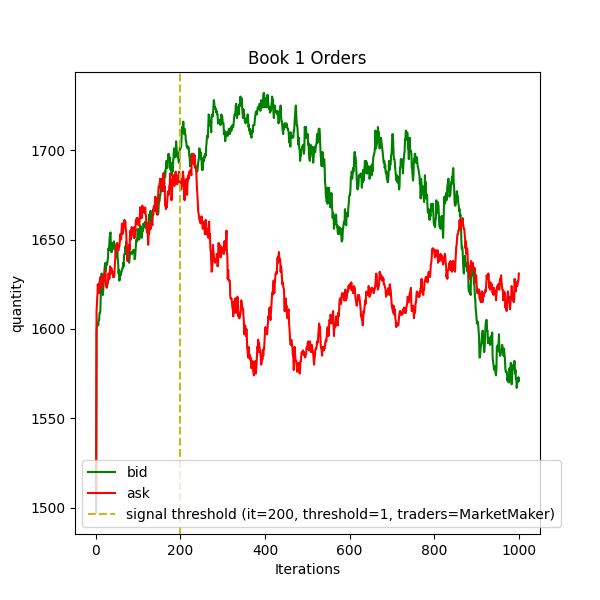 Book 1 Orders
quantity
1700
1650
1600
1550
1500
bid
ask
signal threshold (it=200, threshold=1, traders=MarketMaker)
0 200 400 600 800 1000
Iterations